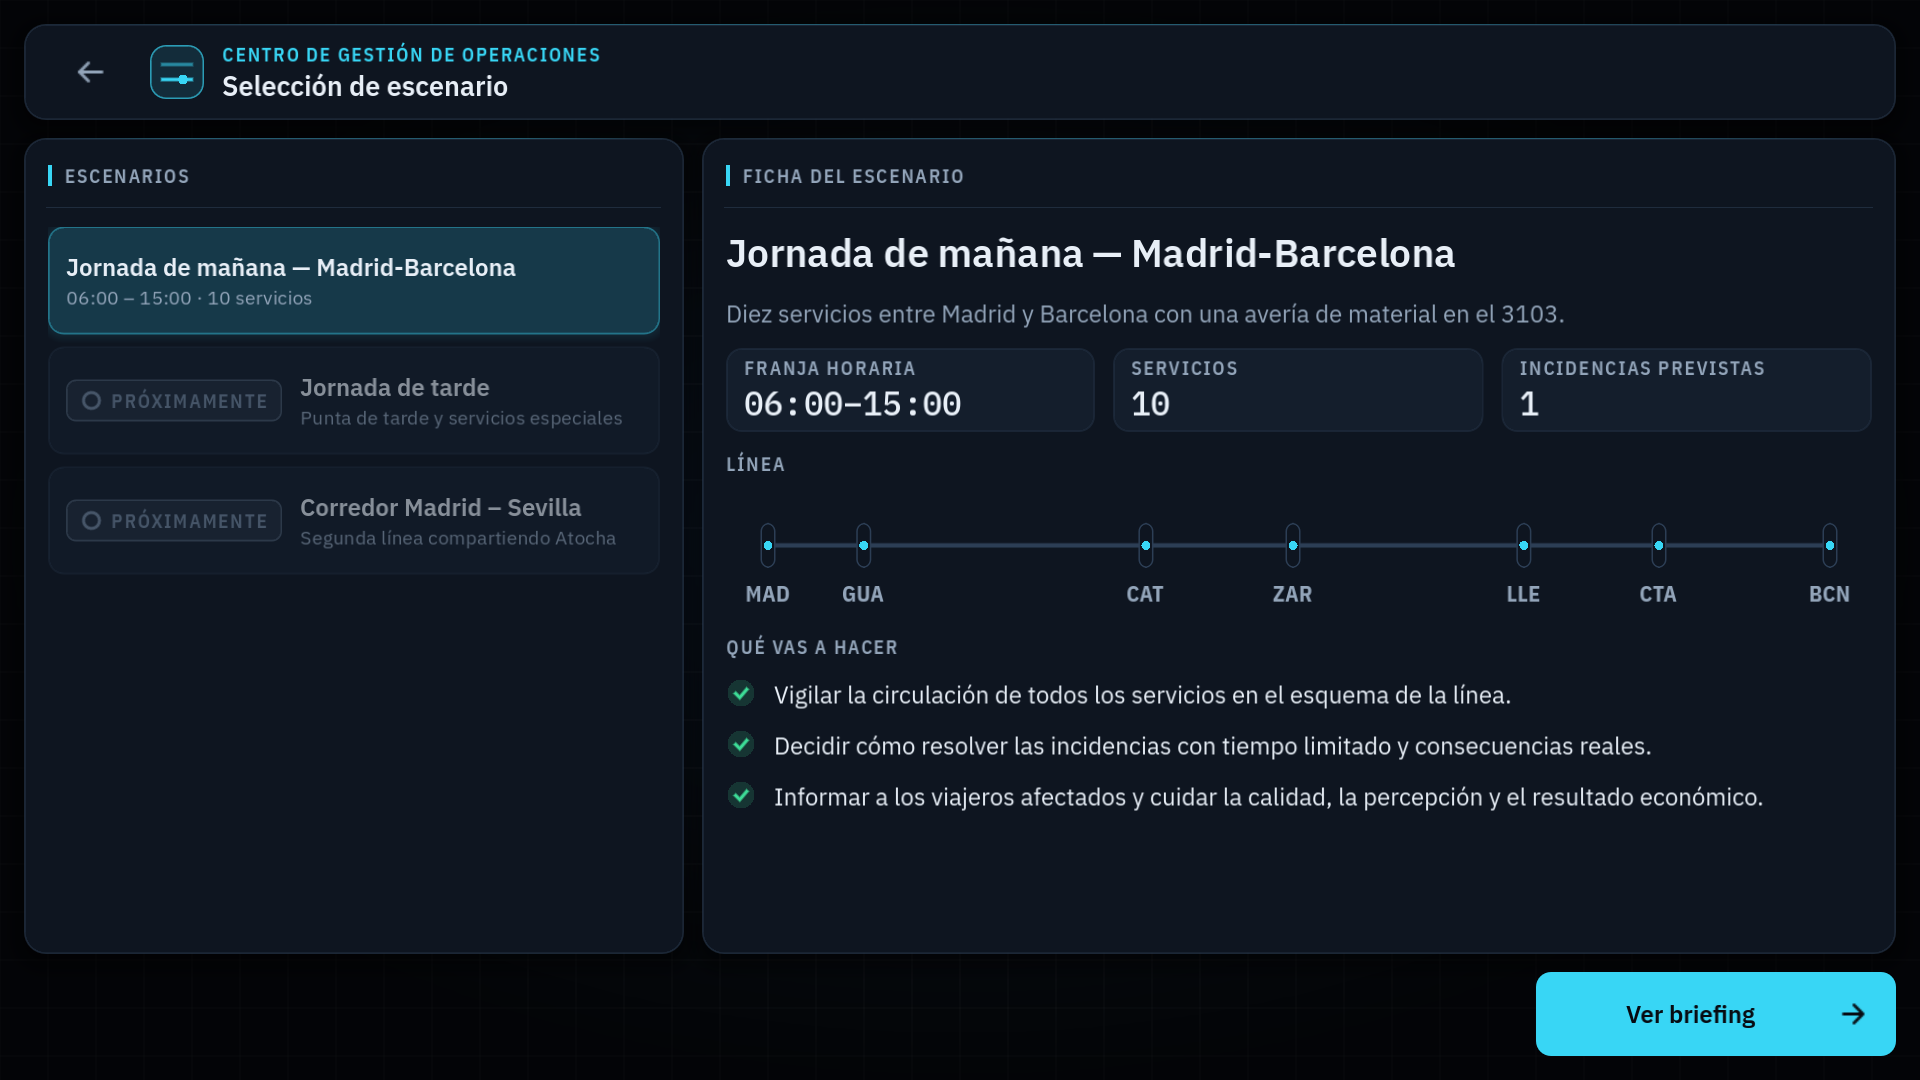 CENTRO DE GESTIÓN DE OPERACIONES
Selección de escenario
ESCENARIOS
Jornada de mañana — Madrid-Barcelona
06:00 – 15:00 · 10 servicios
PRÓXIMAMENTE
Jornada de tarde
Punta de tarde y servicios especiales
PRÓXIMAMENTE
Corredor Madrid – Sevilla
Segunda línea compartiendo Atocha
FICHA DEL ESCENARIO
Jornada de mañana — Madrid-Barcelona
Diez servicios entre Madrid y Barcelona con una avería de material en el 3103.
FRANJA HORARIA
06:00–15:00
SERVICIOS
10
INCIDENCIAS PREVISTAS
1
LÍNEA
MAD GUA CAT ZAR LLE CTA BCN
QUÉ VAS A HACER
Vigilar la circulación de todos los servicios en el esquema de la línea.
Decidir cómo resolver las incidencias con tiempo limitado y consecuencias reales.
Informar a los viajeros afectados y cuidar la calidad, la percepción y el resultado económico.
Ver briefing